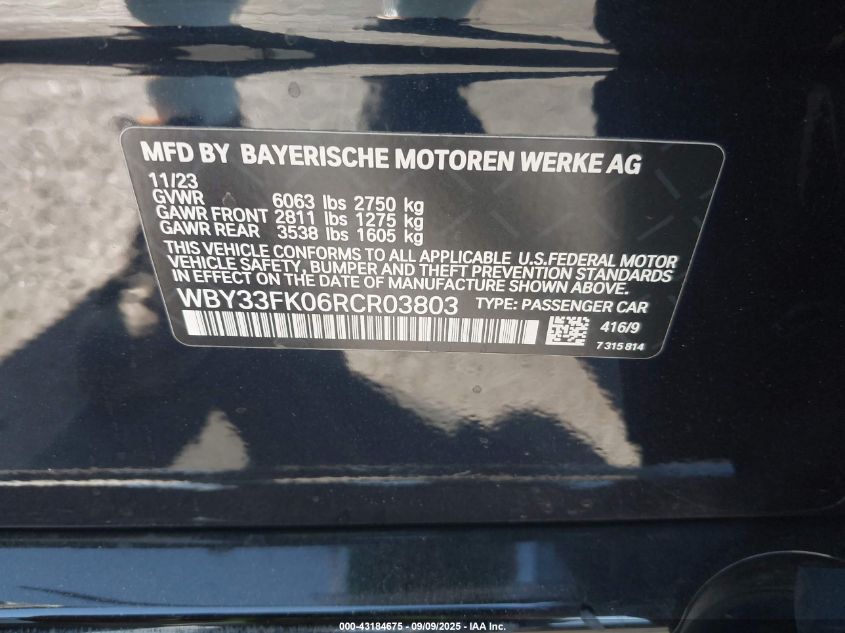 MFD BY BAYERISCHE MOTOREN WERKE AG
11/23
GVWR 6063 lbs 2750 kg
GAWR FRONT 2811 lbs 1275 kg
GAWR REAR 3538 lbs 1605 kg
THIS VEHICLE CONFORMS TO ALL APPLICABLE U.S.FEDERAL MOTOR
VEHICLE SAFETY, BUMPER AND THEFT PREVENTION STANDARDS
IN EFFECT ON THE DATE OF MANUFACTURE SHOWN ABOVE.
WBY33FK06RCR03803 TYPE: PASSENGER CAR
416/9
7 315 814
000-43184675 - 09/09/2025 - IAA Inc.